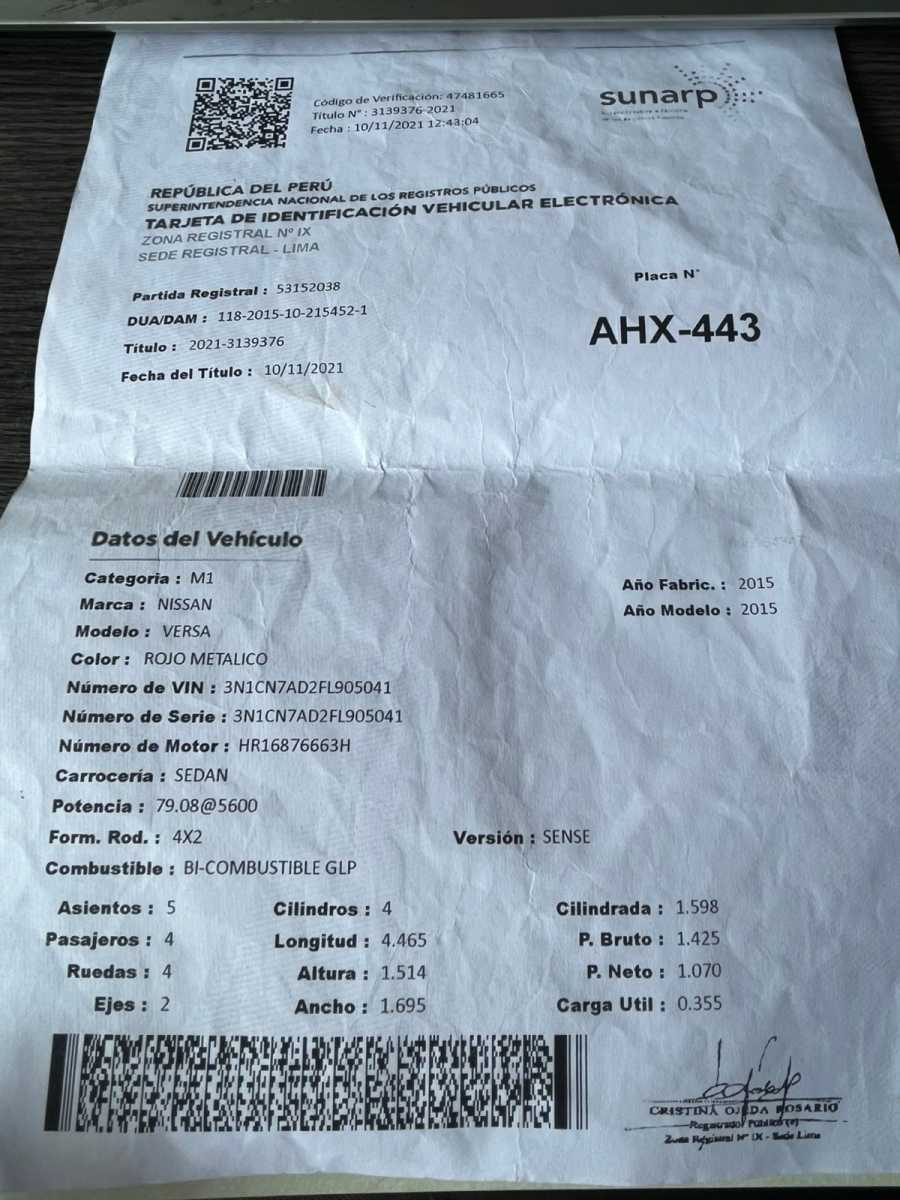 Código de Verificación: 47481665
Título N° : 3139376-2021
Fecha : 10/11/2021 12:43:04
sunarp
REPÚBLICA DEL PERÚ
SUPERINTENDENCIA NACIONAL DE LOS REGISTROS PÚBLICOS
TARJETA DE IDENTIFICACIÓN VEHICULAR ELECTRÓNICA
ZONA REGISTRAL Nº IX
SEDE REGISTRAL - LIMA
Partida Registral : 53152038
DUA/DAM : 118-2015-10-215452-1
Título : 2021-3139376
Fecha del Título : 10/11/2021
Placa N°
AHX-443
Datos del Vehículo
Categoria : M1
Marca : NISSAN
Modelo : VERSA
Color : ROJO METALICO
Número de VIN : 3N1CN7AD2FL905041
Número de Serie : 3N1CN7AD2FL905041
Número de Motor : HR16876663H
Carrocería : SEDAN
Potencia : 79.08@5600
Form. Rod. : 4X2
Combustible : BI-COMBUSTIBLE GLP
Año Fabric. : 2015
Año Modelo : 2015
Versión : SENSE
Asientos : 5 Cilindros : 4 Cilindrada : 1.598
Pasajeros : 4 Longitud : 4.465 P. Bruto : 1.425
Ruedas : 4 Altura : 1.514 P. Neto : 1.070
Ejes : 2 Ancho : 1.695 Carga Util : 0.355
CRISTINA OJEDA ROSARIO
Registrador Público (e)
Zona Registral N° IX - Sede Lima